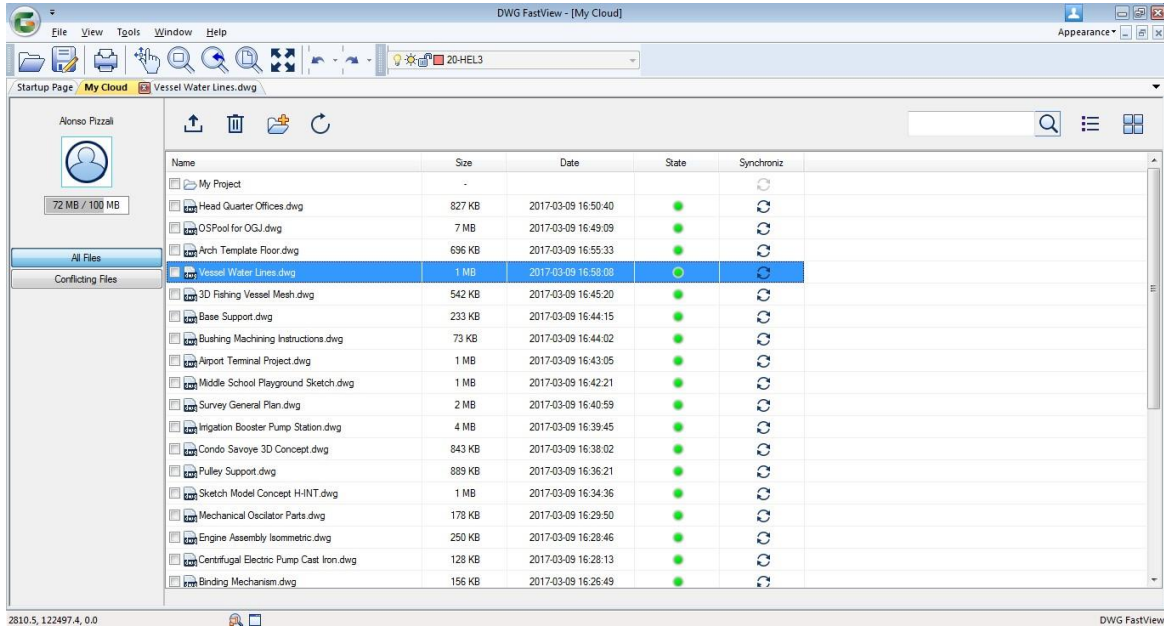 DWG FastView - [My Cloud]
File View Tools Window Help
Appearance
20-HEL3
Startup Page My Cloud Vessel Water Lines.dwg
Alonso Pizzali
72 MB / 100 MB
All Files
Conflicting Files
Name Size Date State Synchroniz
My Project -
Head Quarter Offices.dwg 827 KB 2017-03-09 16:50:40
OSPool for OGJ.dwg 7 MB 2017-03-09 16:49:09
Arch Template Floor.dwg 696 KB 2017-03-09 16:55:33
Vessel Water Lines.dwg 1 MB 2017-03-09 16:58:08
3D Fishing Vessel Mesh.dwg 542 KB 2017-03-09 16:45:20
Base Support.dwg 233 KB 2017-03-09 16:44:15
Bushing Machining Instructions.dwg 73 KB 2017-03-09 16:44:02
Airport Terminal Project.dwg 1 MB 2017-03-09 16:43:05
Middle School Playground Sketch.dwg 1 MB 2017-03-09 16:42:21
Survey General Plan.dwg 2 MB 2017-03-09 16:40:59
Irrigation Booster Pump Station.dwg 4 MB 2017-03-09 16:39:45
Condo Savoye 3D Concept.dwg 843 KB 2017-03-09 16:38:02
Pulley Support.dwg 889 KB 2017-03-09 16:36:21
Sketch Model Concept H-INT.dwg 1 MB 2017-03-09 16:34:36
Mechanical Oscilator Parts.dwg 178 KB 2017-03-09 16:29:50
Engine Assembly Isommetric.dwg 250 KB 2017-03-09 16:28:46
Centrifugal Electric Pump Cast Iron.dwg 128 KB 2017-03-09 16:28:13
Binding Mechanism.dwg 156 KB 2017-03-09 16:26:49
2810.5, 122497.4, 0.0
DWG FastView